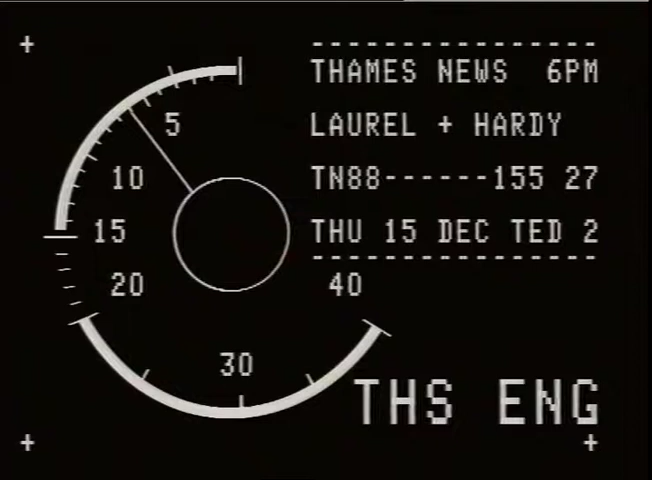 ----------------
THAMES NEWS  6PM
LAUREL + HARDY
TN88------155 27
THU 15 DEC TED 2
----------------
5
10
15
20
30
40
THS ENG